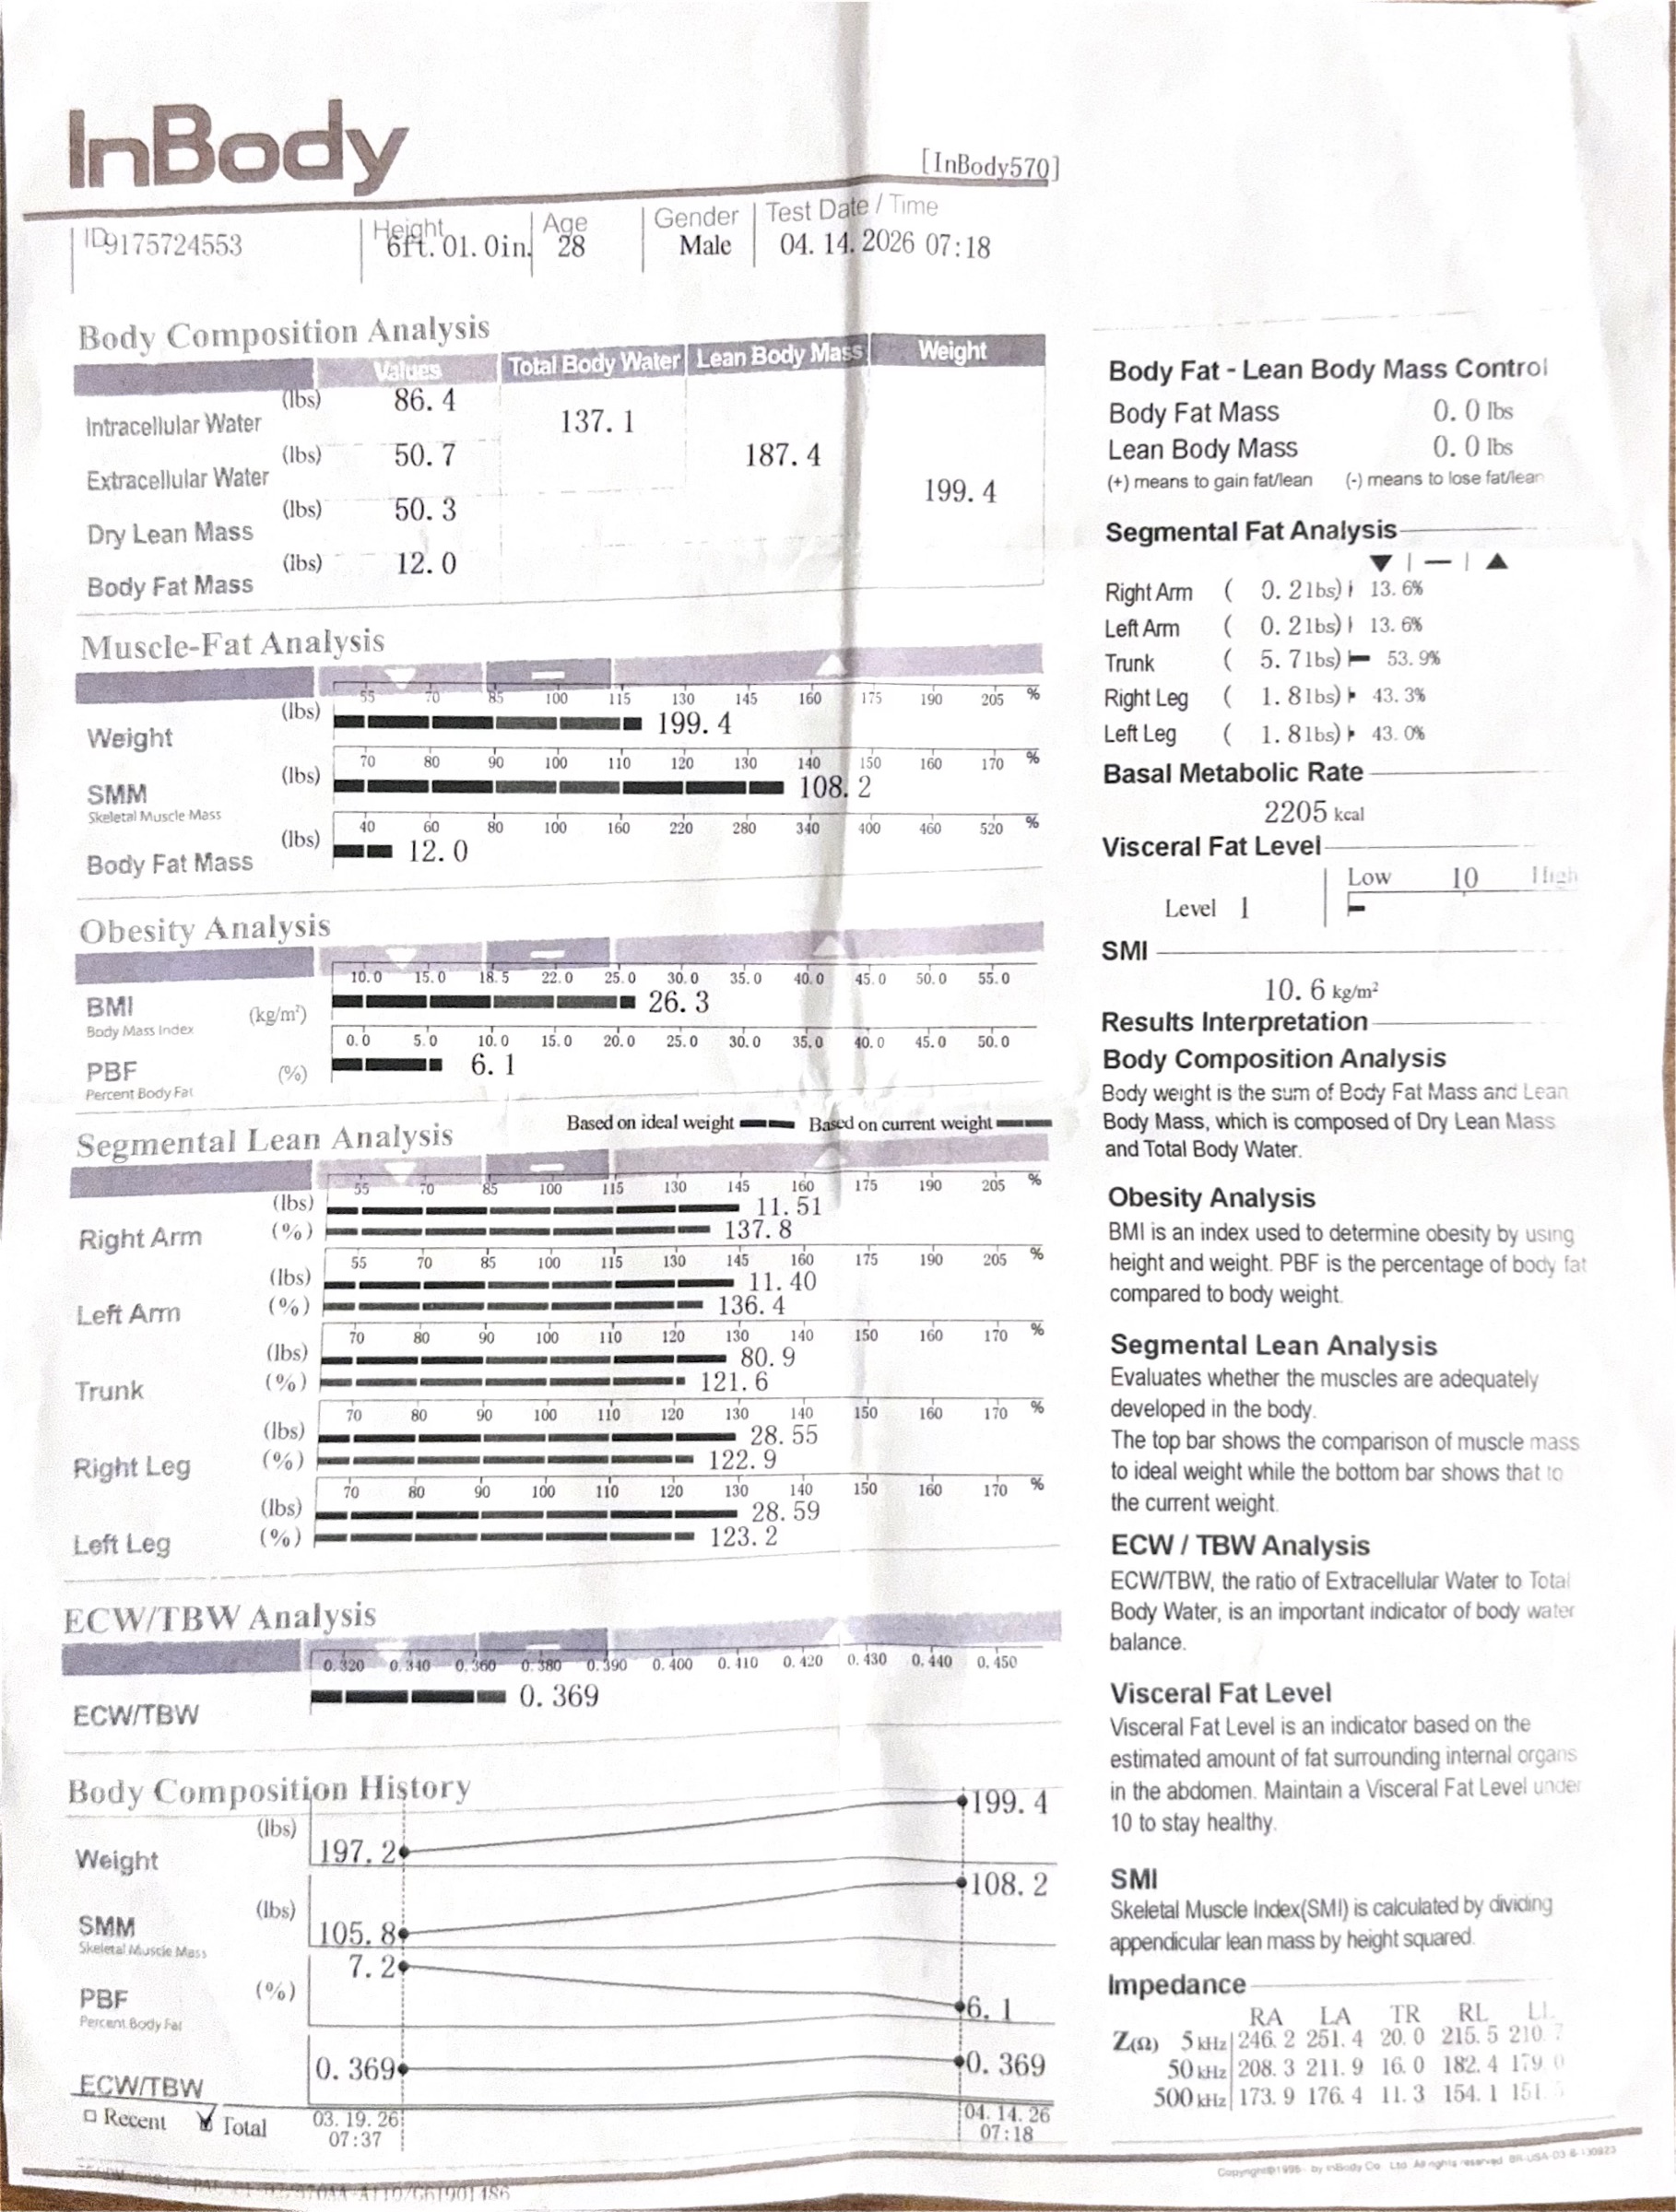 InBody
[InBody570]
ID Height Age Gender Test Date / Time
9175724553 6ft. 01. 0in. 28 Male 04. 14. 2026 07:18
Body Composition Analysis
Values Total Body Water Lean Body Mass Weight
Intracellular Water (lbs) 86. 4 137. 1 187. 4 199. 4
Extracellular Water (lbs) 50. 7
Dry Lean Mass (lbs) 50. 3
Body Fat Mass (lbs) 12. 0
Muscle-Fat Analysis
55 70 85 100 115 130 145 160 175 190 205 %
Weight (lbs) 199. 4
70 80 90 100 110 120 130 140 150 160 170 %
SMM (lbs) 108. 2
Skeletal Muscle Mass
40 60 80 100 160 220 280 340 400 460 520 %
Body Fat Mass (lbs) 12. 0
Obesity Analysis
10. 0 15. 0 18. 5 22. 0 25. 0 30. 0 35. 0 40. 0 45. 0 50. 0 55. 0
BMI (kg/m²) 26. 3
Body Mass Index
0. 0 5. 0 10. 0 15. 0 20. 0 25. 0 30. 0 35. 0 40. 0 45. 0 50. 0
PBF (%) 6. 1
Percent Body Fat
Segmental Lean Analysis
Based on ideal weight Based on current weight
55 70 85 100 115 130 145 160 175 190 205 %
Right Arm (lbs) 11. 51
(%) 137. 8
55 70 85 100 115 130 145 160 175 190 205 %
Left Arm (lbs) 11. 40
(%) 136. 4
70 80 90 100 110 120 130 140 150 160 170 %
Trunk (lbs) 80. 9
(%) 121. 6
70 80 90 100 110 120 130 140 150 160 170 %
Right Leg (lbs) 28. 55
(%) 122. 9
70 80 90 100 110 120 130 140 150 160 170 %
Left Leg (lbs) 28. 59
(%) 123. 2
ECW/TBW Analysis
0. 320 0. 340 0. 360 0. 380 0. 390 0. 400 0. 410 0. 420 0. 430 0. 440 0. 450
ECW/TBW 0. 369
Body Composition History
Weight (lbs) 197. 2 199. 4
SMM (lbs) 105. 8 108. 2
Skeletal Muscle Mass
PBF (%) 7. 2 6. 1
Percent Body Fat
ECW/TBW 0. 369 0. 369
Recent Total
03. 19. 26 04. 14. 26
07:37 07:18
Body Fat - Lean Body Mass Control
Body Fat Mass 0. 0 lbs
Lean Body Mass 0. 0 lbs
(+) means to gain fat/lean (-) means to lose fat/lean
Segmental Fat Analysis
Right Arm ( 0. 2lbs) 13. 6%
Left Arm ( 0. 2lbs) 13. 6%
Trunk ( 5. 7lbs) 53. 9%
Right Leg ( 1. 8lbs) 43. 3%
Left Leg ( 1. 8lbs) 43. 0%
Basal Metabolic Rate
2205 kcal
Visceral Fat Level
Low 10 High
Level 1
SMI
10. 6 kg/m²
Results Interpretation
Body Composition Analysis
Body weight is the sum of Body Fat Mass and Lean
Body Mass, which is composed of Dry Lean Mass
and Total Body Water.
Obesity Analysis
BMI is an index used to determine obesity by using
height and weight. PBF is the percentage of body fat
compared to body weight.
Segmental Lean Analysis
Evaluates whether the muscles are adequately
developed in the body.
The top bar shows the comparison of muscle mass
to ideal weight while the bottom bar shows that to
the current weight.
ECW / TBW Analysis
ECW/TBW, the ratio of Extracellular Water to Total
Body Water, is an important indicator of body water
balance.
Visceral Fat Level
Visceral Fat Level is an indicator based on the
estimated amount of fat surrounding internal organs
in the abdomen. Maintain a Visceral Fat Level under
10 to stay healthy.
SMI
Skeletal Muscle Index(SMI) is calculated by dividing
appendicular lean mass by height squared.
Impedance
RA LA TR RL LL
Z(Ω) 5 kHz 246. 2 251. 4 20. 0 215. 5 210. 7
50 kHz 208. 3 211. 9 16. 0 182. 4 179. 0
500 kHz 173. 9 176. 4 11. 3 154. 1
Copyright©1996- by InBody Co., Ltd. All rights reserved.